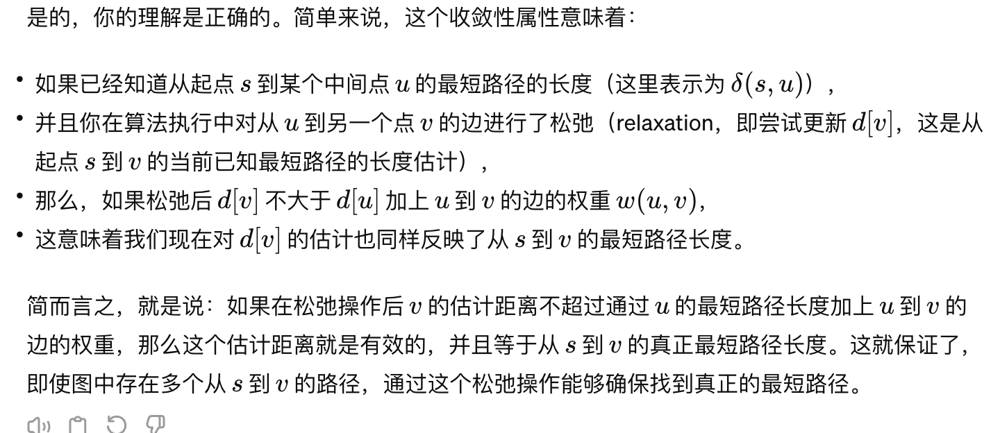 是的，你的理解是正确的。简单来说，这个收敛性属性意味着：
• 如果已经知道从起点 s 到某个中间点 u 的最短路径的长度（这里表示为 δ(s, u)），
• 并且你在算法执行中对从 u 到另一个点 v 的边进行了松弛（relaxation，即尝试更新 d[v]，这是从
起点 s 到 v 的当前已知最短路径的长度估计），
• 那么，如果松弛后 d[v] 不大于 d[u] 加上 u 到 v 的边的权重 w(u, v)，
• 这意味着我们现在对 d[v] 的估计也同样反映了从 s 到 v 的最短路径长度。
简而言之，就是说：如果在松弛操作后 v 的估计距离不超过通过 u 的最短路径长度加上 u 到 v 的
边的权重，那么这个估计距离就是有效的，并且等于从 s 到 v 的真正最短路径长度。这就保证了，
即使图中存在多个从 s 到 v 的路径，通过这个松弛操作能够确保找到真正的最短路径。